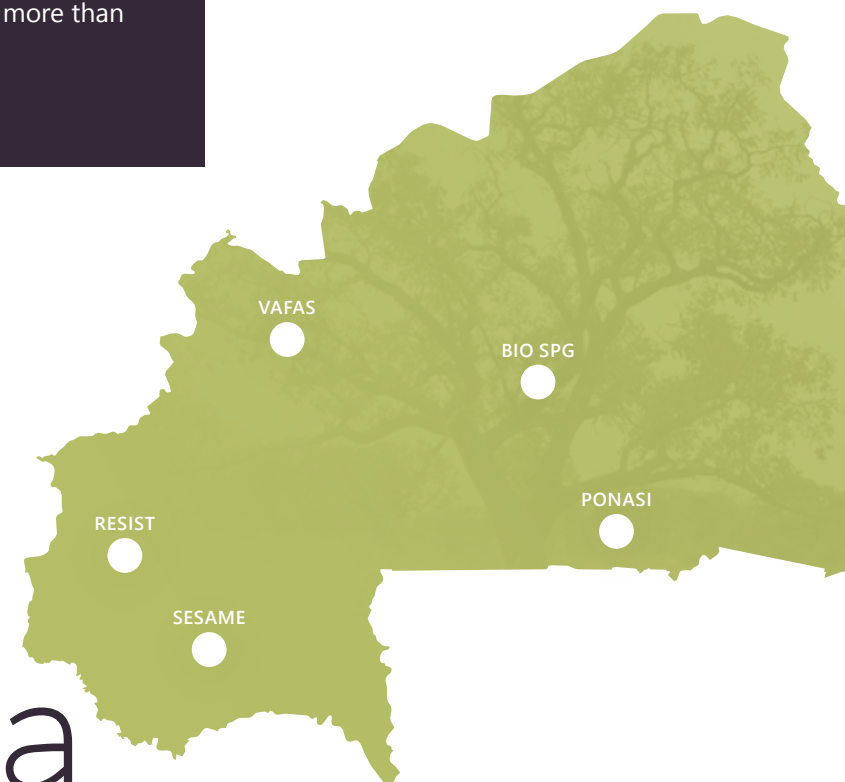 more than
VAFAS
BIO SPG
PONASI
RESIST
SESAME
a